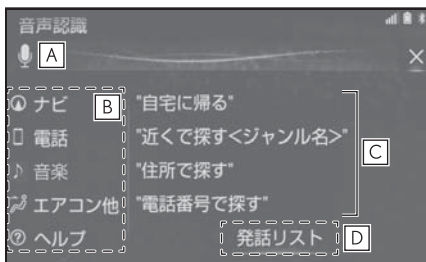 音声認識
A
B
C
D
ナビ
電話
音楽
エアコン他
ヘルプ
"自宅に帰る"
"近くで探す<ジャンル名>"
"住所で探す"
"電話番号で探す"
発話リスト